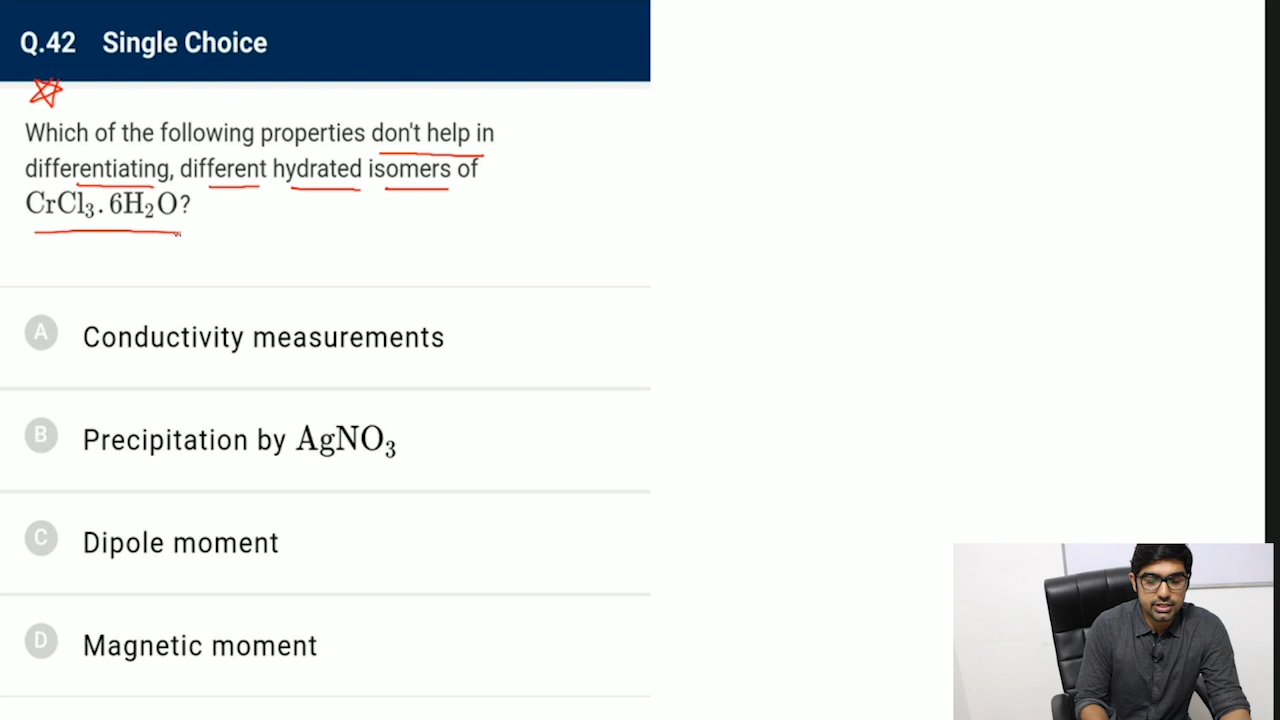 Q.42 Single Choice
Which of the following properties don't help in
differentiating, different hydrated isomers of
CrCl₃. 6H₂O?
A Conductivity measurements
B Precipitation by AgNO₃
C Dipole moment
D Magnetic moment